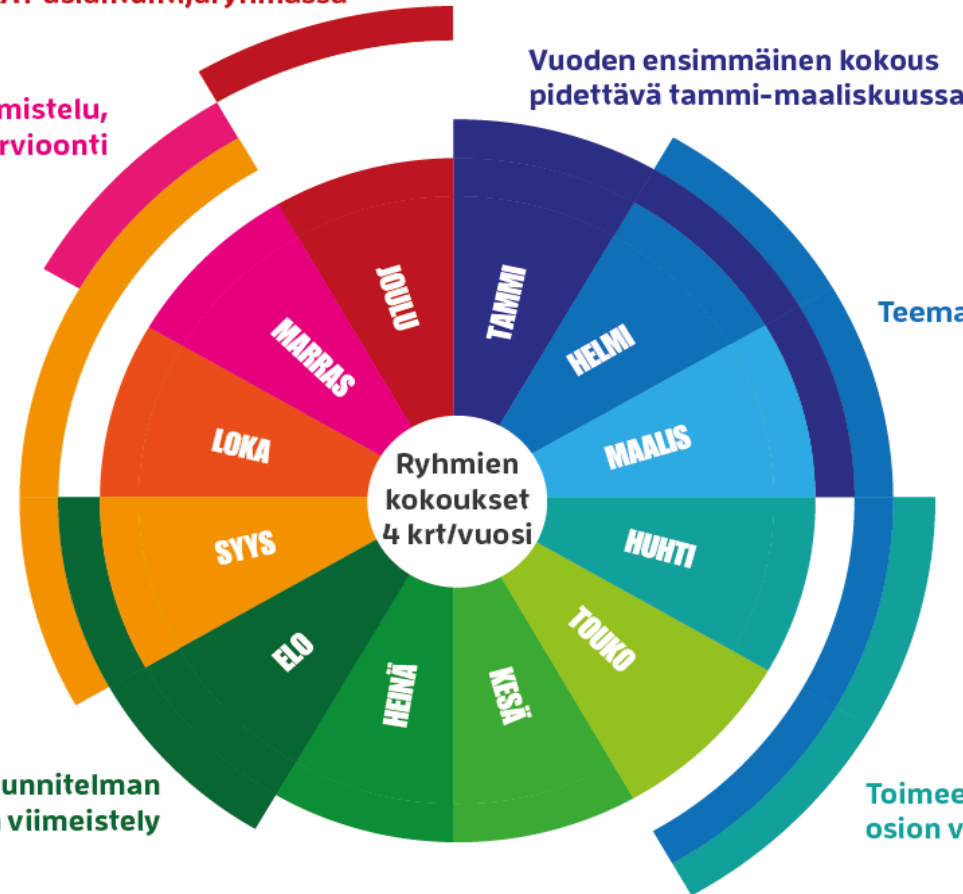 Vuoden ensimmäinen kokous
pidettävä tammi-maaliskuussa
mistelu,
rviointi
JOULU
TAMMI
MARRAS
HELMI
Teema
LOKA
MAALIS
Ryhmien
kokoukset
4 krt/vuosi
SYYS
HUHTI
ELO
TOUKO
HEINÄ
KESÄ
unnitelman
viimeistely
Toimee
osion v